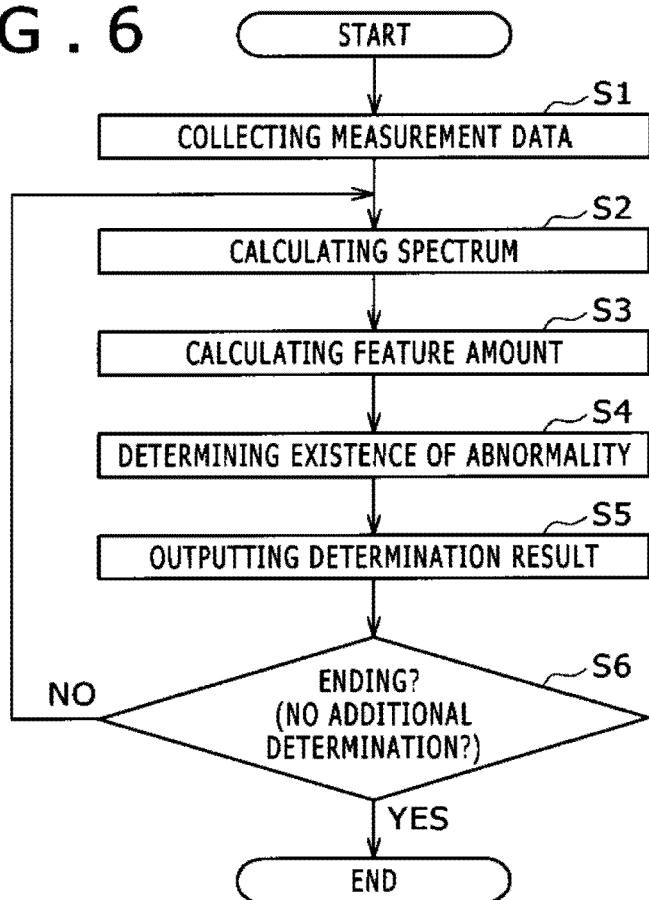 G . 6
START
S1
COLLECTING MEASUREMENT DATA
S2
CALCULATING SPECTRUM
S3
CALCULATING FEATURE AMOUNT
S4
DETERMINING EXISTENCE OF ABNORMALITY
S5
OUTPUTTING DETERMINATION RESULT
S6
ENDING?
(NO ADDITIONAL
DETERMINATION?)
NO
YES
END